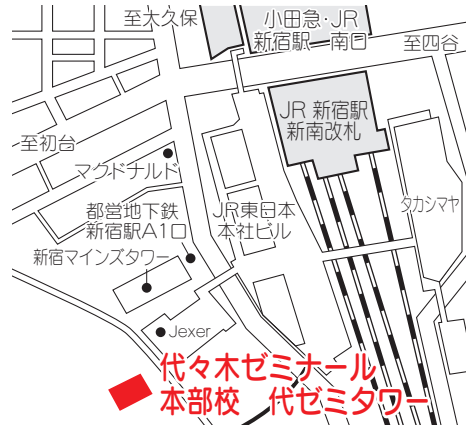 至大久保
小田急・JR
新宿駅 南口
至四谷
JR 新宿駅
新南改札
至初台
マクドナルド
タカシマヤ
都営地下鉄
新宿駅A1口
JR東日本
本社ビル
新宿マインズタワー
Jexer
代々木ゼミナール
本部校 代ゼミタワー